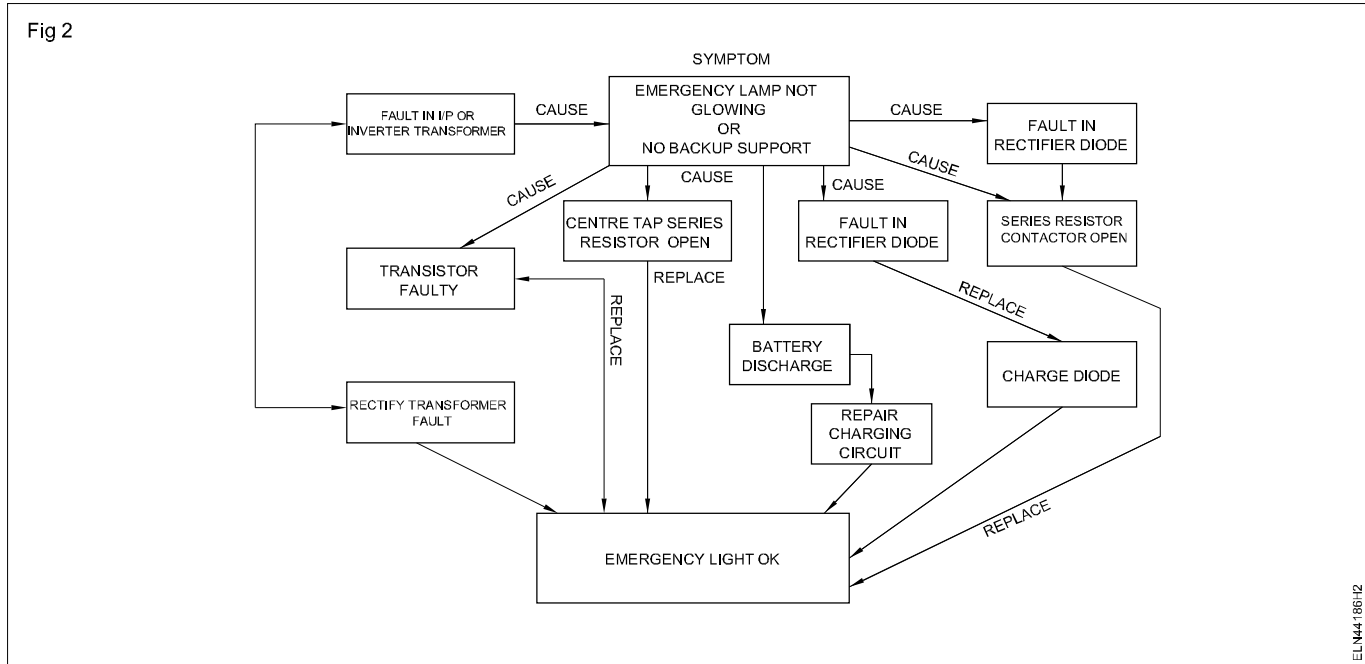 Fig 2
SYMPTOM
EMERGENCY LAMP NOT
GLOWING
OR
NO BACKUP SUPPORT
FAULT IN I/P OR
INVERTER TRANSFORMER
CAUSE
CAUSE
FAULT IN
RECTIFIER DIODE
CAUSE
CAUSE
CAUSE
CAUSE
CENTRE TAP SERIES
RESISTOR OPEN
FAULT IN
RECTIFIER DIODE
SERIES RESISTOR
CONTACTOR OPEN
TRANSISTOR
FAULTY
REPLACE
REPLACE
REPLACE
BATTERY
DISCHARGE
CHARGE DIODE
RECTIFY TRANSFORMER
FAULT
REPAIR
CHARGING
CIRCUIT
REPLACE
EMERGENCY LIGHT OK
ELN44186H2